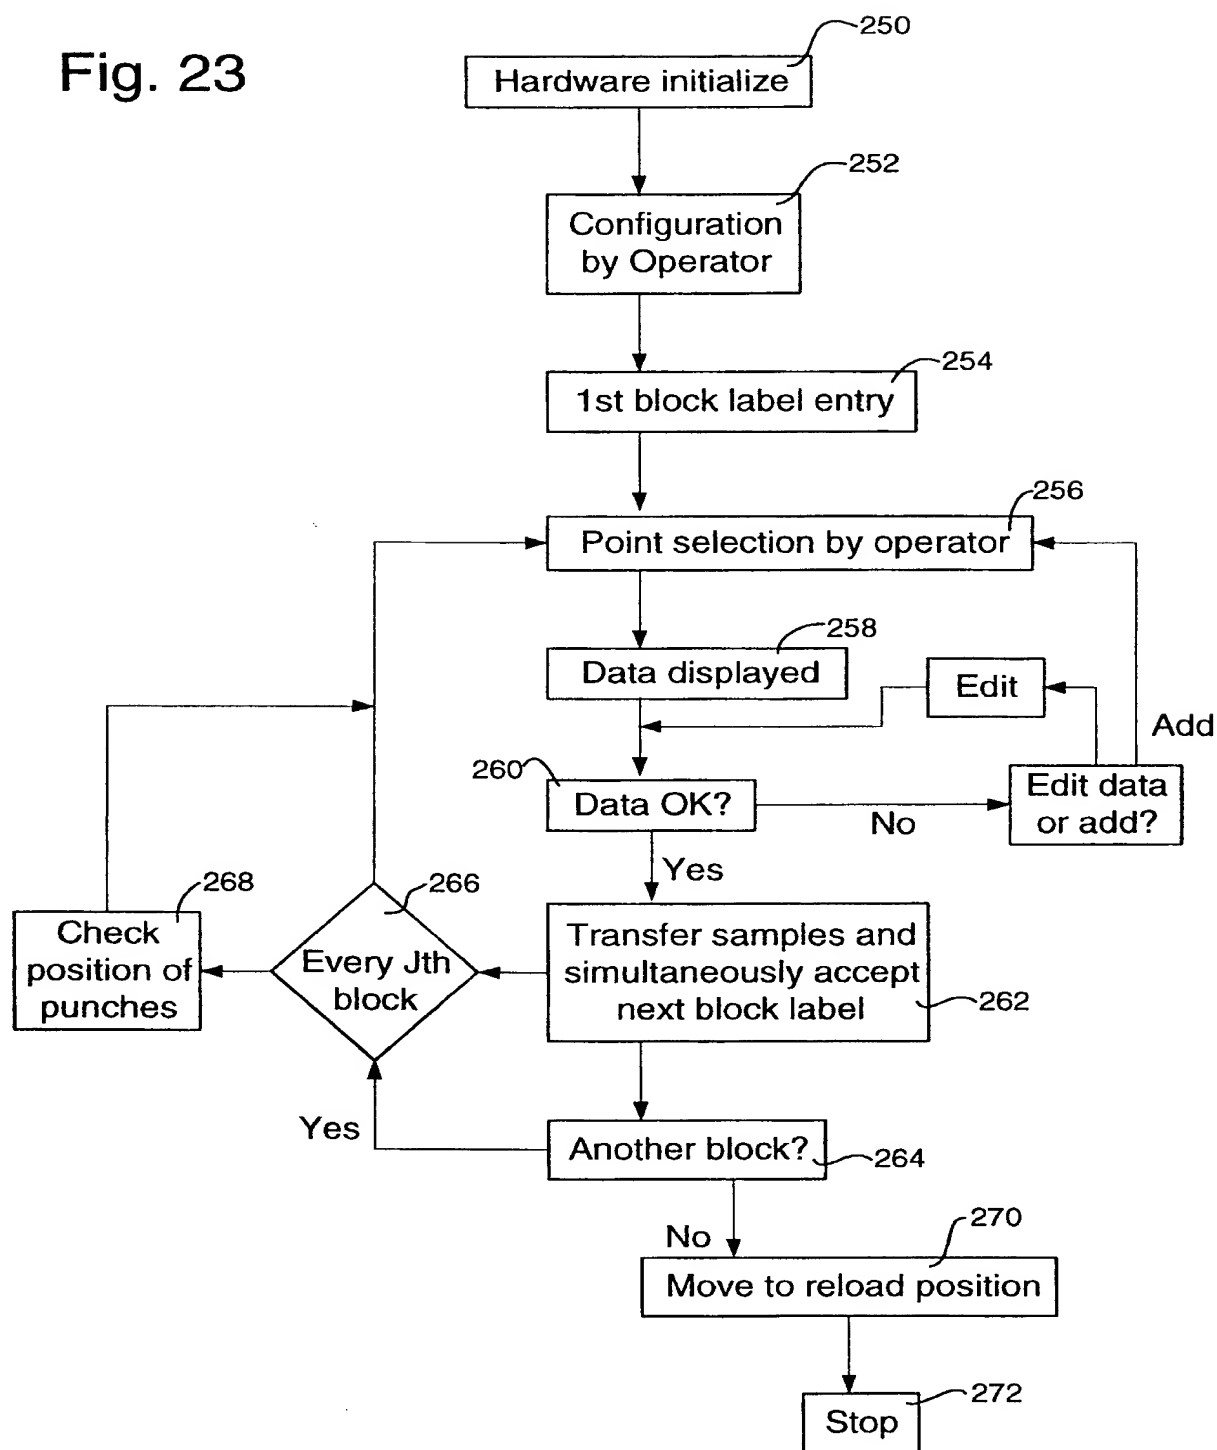 Fig. 23
250
Hardware initialize
252
Configuration
by Operator
254
1st block label entry
256
Point selection by operator
258
Data displayed
Edit
Add
260
Data OK?
No
Edit data
or add?
Yes
268
266
Check
position of
punches
Every Jth
block
Transfer samples and
simultaneously accept
next block label
262
Yes
Another block?
264
No
270
Move to reload position
272
Stop